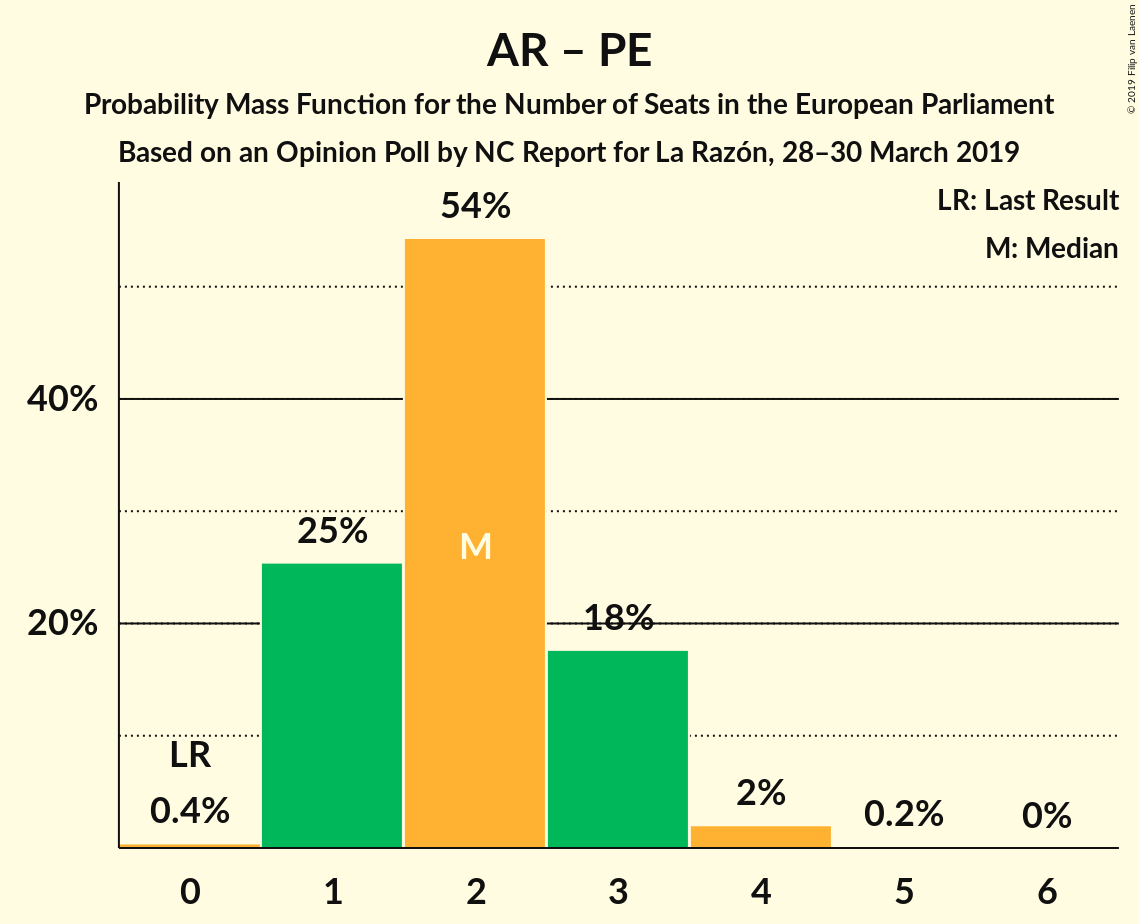 AR – PE
Probability Mass Function for the Number of Seats in the European Parliament
Based on an Opinion Poll by NC Report for La Razón, 28–30 March 2019
© 2019 Filip van Laenen
LR: Last Result
M: Median
54%
40%
25%
M
20%
18%
LR
0.4%
2%
0.2%
0%
0 1 2 3 4 5 6